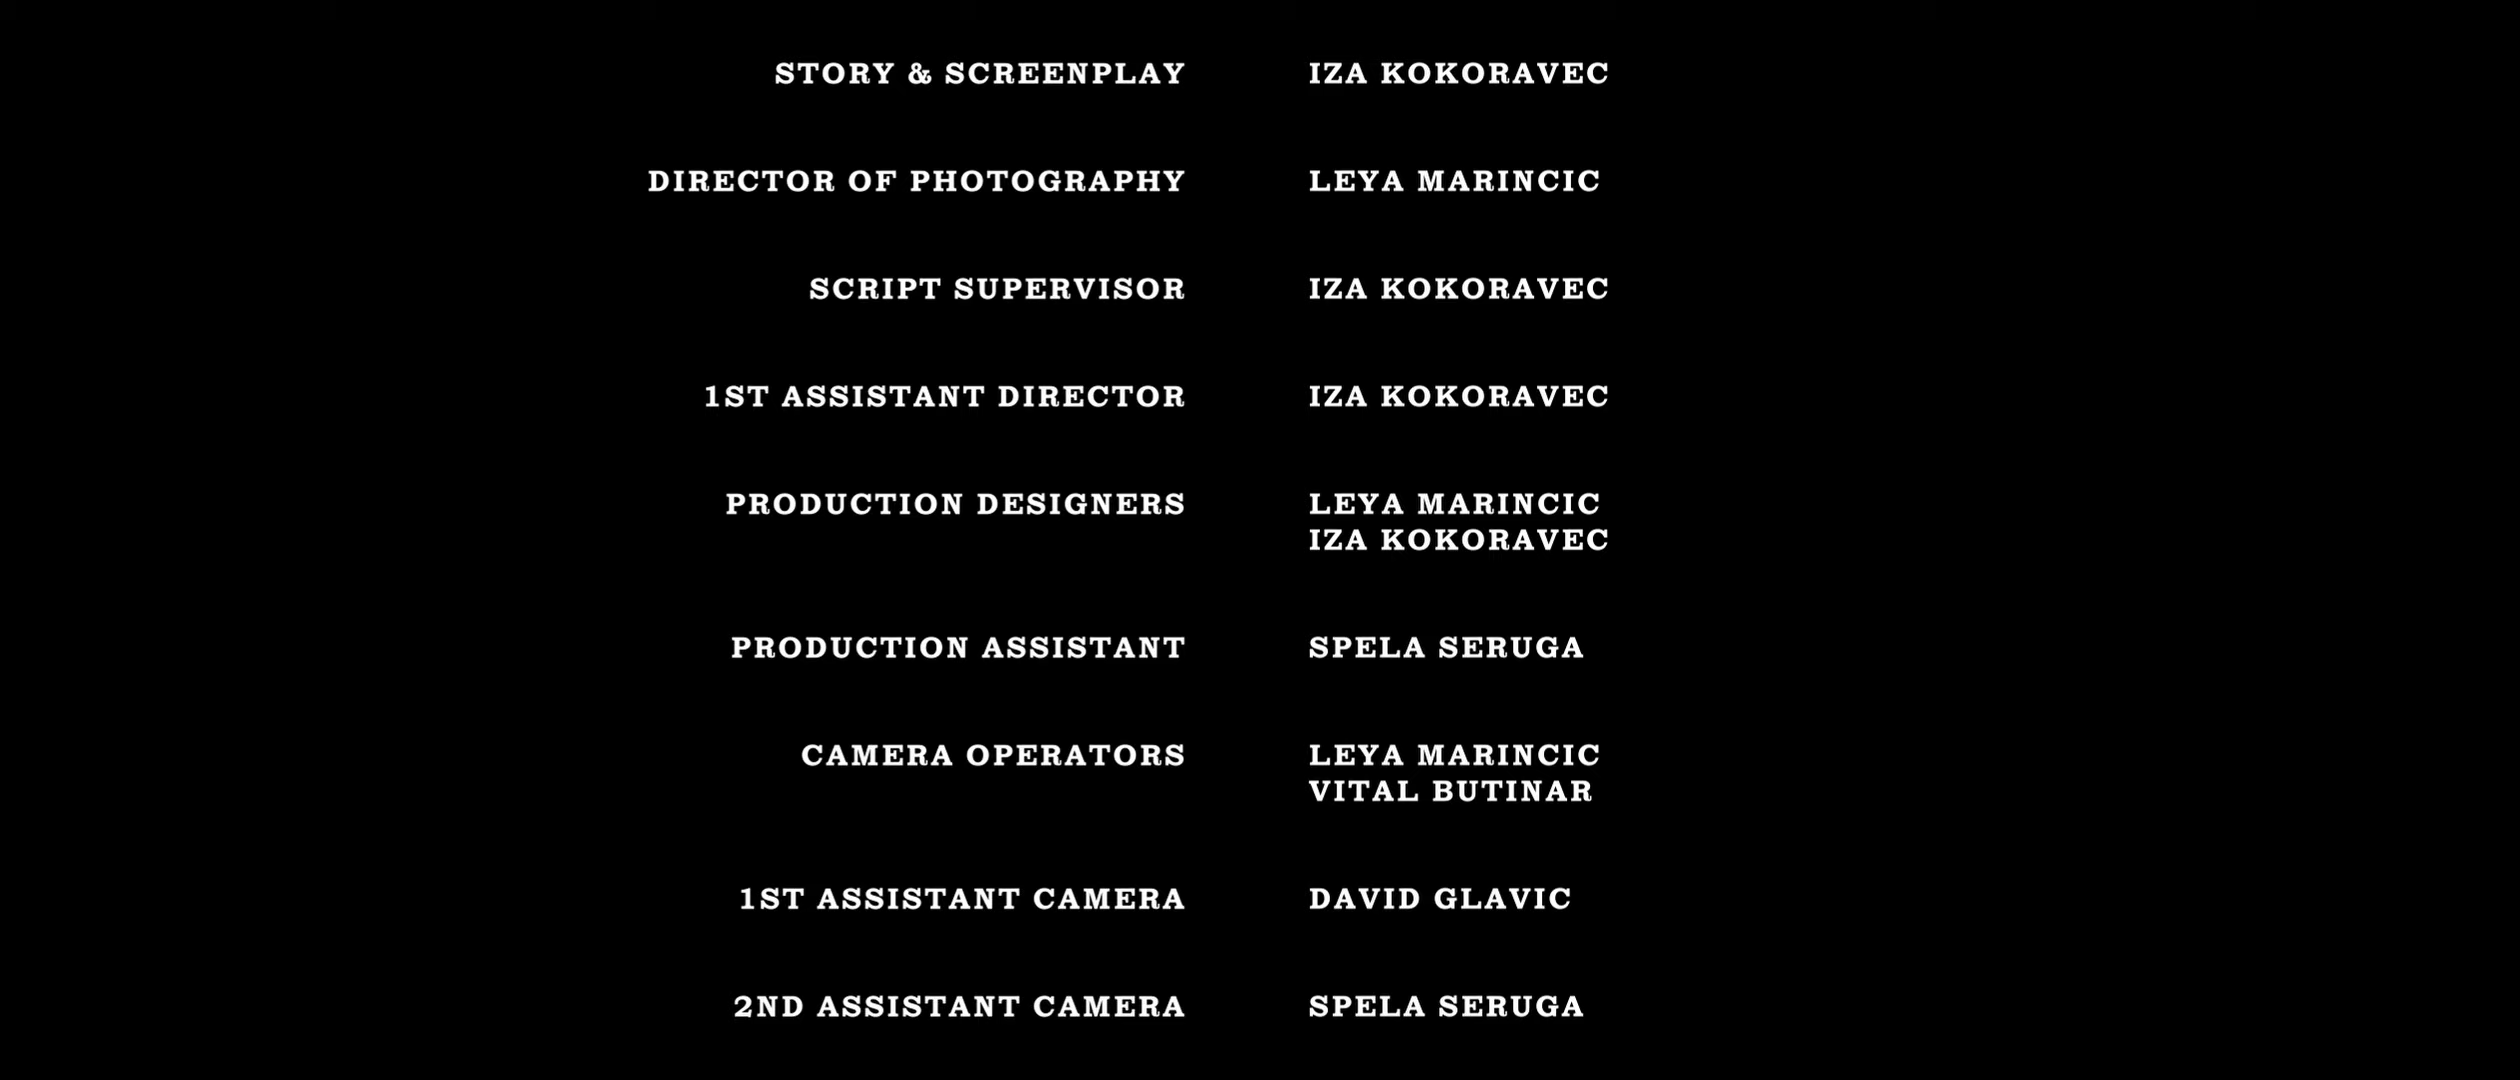 STORY & SCREENPLAY IZA KOKORAVEC
DIRECTOR OF PHOTOGRAPHY LEYA MARINCIC
SCRIPT SUPERVISOR IZA KOKORAVEC
1ST ASSISTANT DIRECTOR IZA KOKORAVEC
PRODUCTION DESIGNERS LEYA MARINCIC
IZA KOKORAVEC
PRODUCTION ASSISTANT SPELA SERUGA
CAMERA OPERATORS LEYA MARINCIC
VITAL BUTINAR
1ST ASSISTANT CAMERA DAVID GLAVIC
2ND ASSISTANT CAMERA SPELA SERUGA